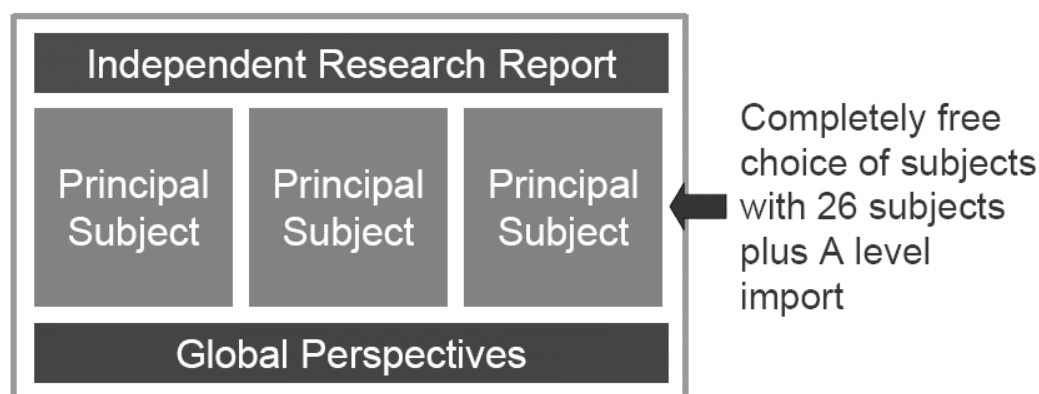 Independent Research Report
Principal
Subject
Principal
Subject
Principal
Subject
Completely free
choice of subjects
with 26 subjects
plus A level
import
Global Perspectives